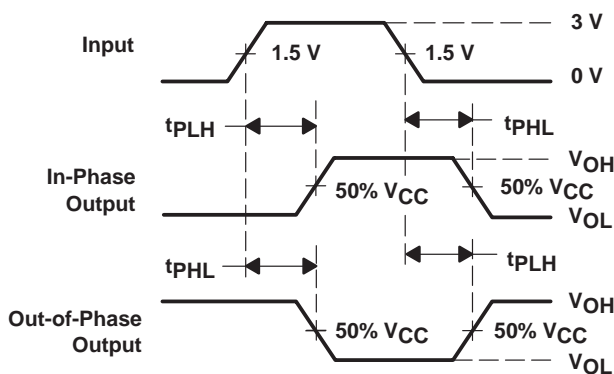 3 V
Input
1.5 V
1.5 V
0 V
tPLH
tPHL
VOH
In-Phase
Output
50% VCC
50% VCC
VOL
tPHL
tPLH
VOH
Out-of-Phase
Output
50% VCC
50% VCC
VOL